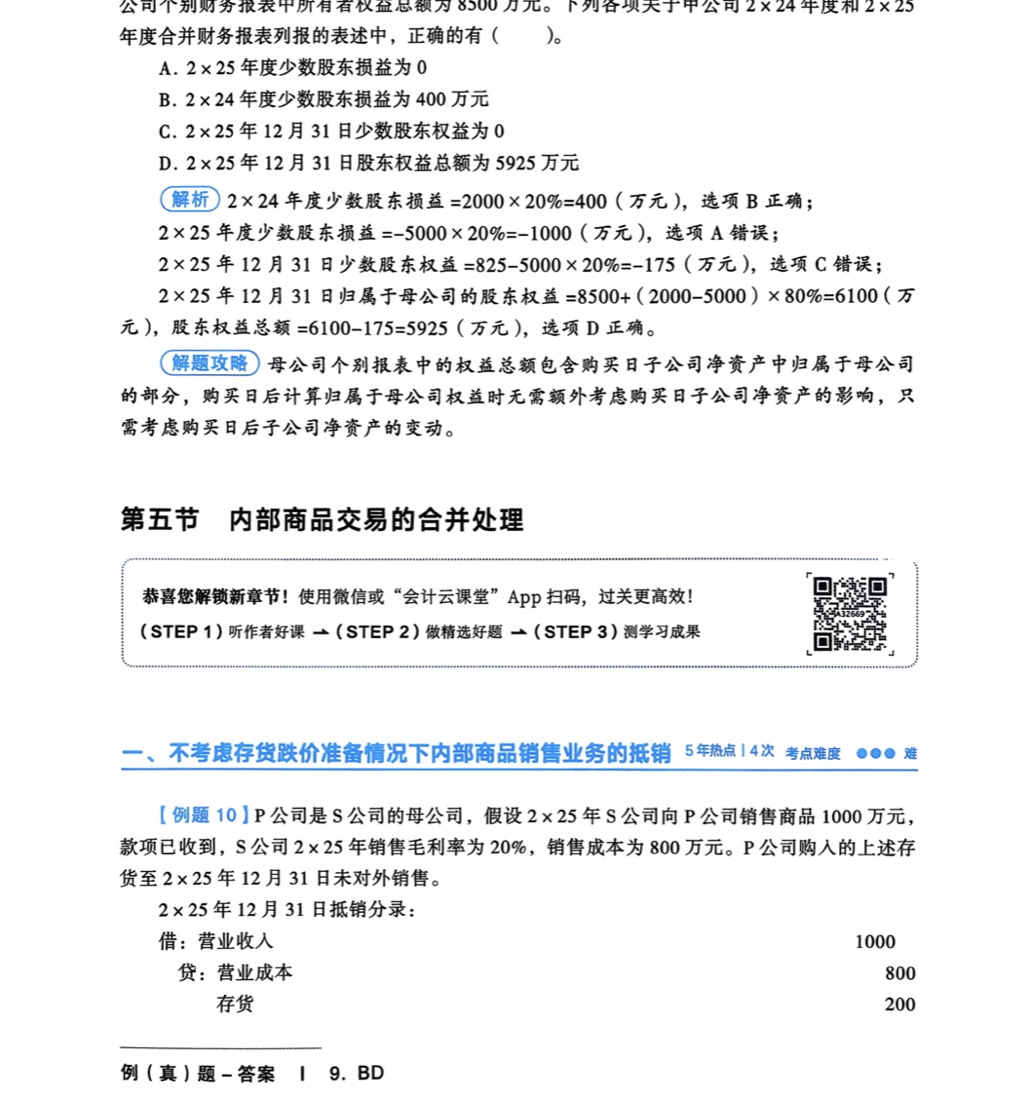 公司个别财务报表中所有者权益总额为 8500 万元。下列各项关于甲公司 2×24 年度和 2×25
年度合并财务报表列报的表述中，正确的有（　　）。
A. 2×25 年度少数股东损益为 0
B. 2×24 年度少数股东损益为 400 万元
C. 2×25 年 12 月 31 日少数股东权益为 0
D. 2×25 年 12 月 31 日股东权益总额为 5925 万元
解析 2×24 年度少数股东损益 =2000×20%=400（万元），选项 B 正确；
2×25 年度少数股东损益 =-5000×20%=-1000（万元），选项 A 错误；
2×25 年 12 月 31 日少数股东权益 =825-5000×20%=-175（万元），选项 C 错误；
2×25 年 12 月 31 日归属于母公司的股东权益 =8500+（2000-5000）×80%=6100（万
元），股东权益总额 =6100-175=5925（万元），选项 D 正确。
解题攻略 母公司个别报表中的权益总额包含购买日子公司净资产中归属于母公司
的部分，购买日后计算归属于母公司权益时无需额外考虑购买日子公司净资产的影响，只
需考虑购买日后子公司净资产的变动。
第五节　内部商品交易的合并处理
恭喜您解锁新章节！使用微信或“会计云课堂”App 扫码，过关更高效！
（STEP 1）听作者好课 ⇀（STEP 2）做精选好题 ⇀（STEP 3）测学习成果
A32669
一、不考虑存货跌价准备情况下内部商品销售业务的抵销 5年热点 | 4次 考点难度 ●●● 难
【例题 10】P 公司是 S 公司的母公司，假设 2×25 年 S 公司向 P 公司销售商品 1000 万元，
款项已收到，S 公司 2×25 年销售毛利率为 20%，销售成本为 800 万元。P 公司购入的上述存
货至 2×25 年 12 月 31 日未对外销售。
2×25 年 12 月 31 日抵销分录：
借：营业收入 1000
贷：营业成本 800
存货 200
例（真）题－答案 | 9. BD